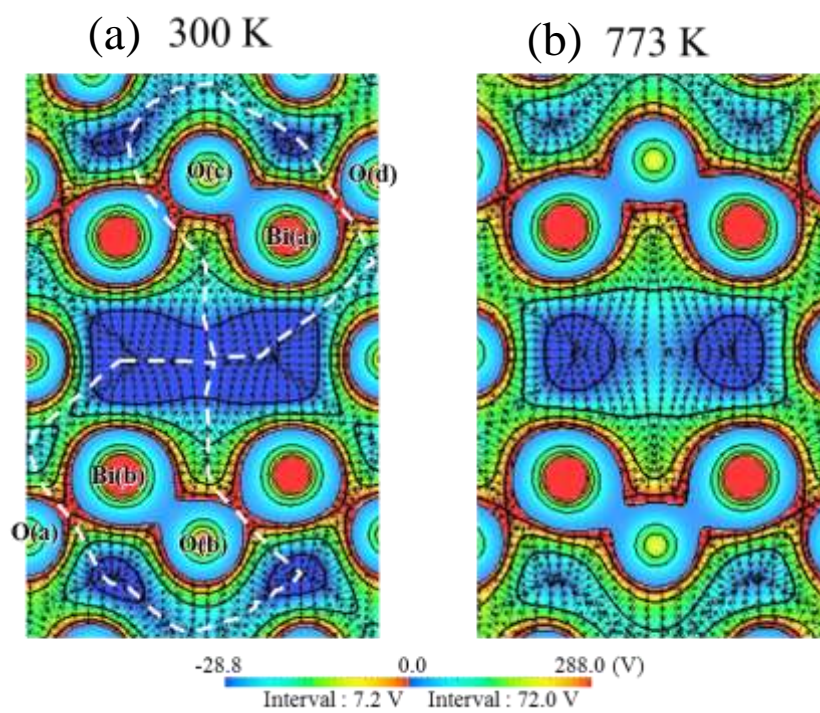 (a) 300 K
(b) 773 K
O(c)
O(d)
Bi(a)
Bi(b)
O(a)
O(b)
-28.8 0.0 288.0 (V)
Interval : 7.2 V Interval : 72.0 V